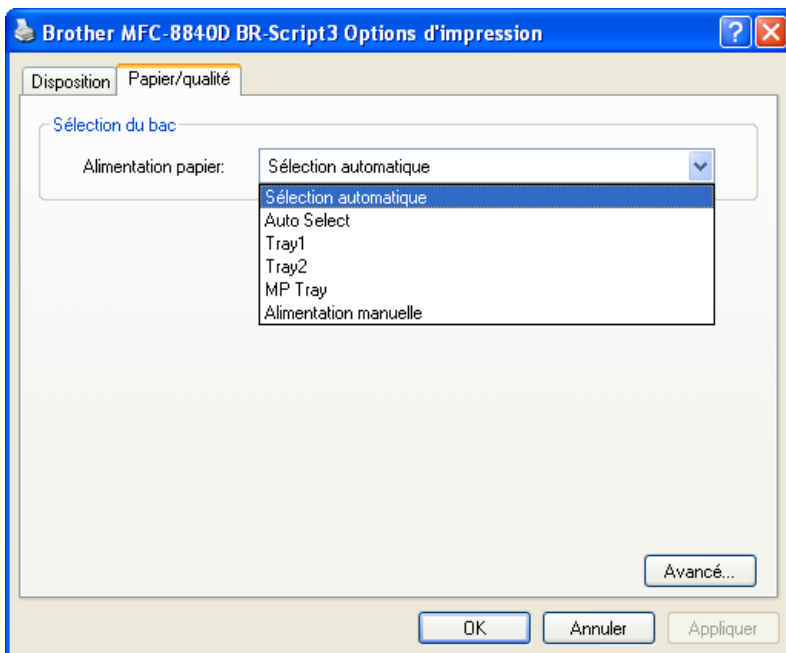 Brother MFC-8840D BR-Script3 Options d'impression
Disposition Papier/qualité
Sélection du bac
Alimentation papier: Sélection automatique
Sélection automatique
Auto Select
Tray1
Tray2
MP Tray
Alimentation manuelle
Avancé...
OK Annuler Appliquer